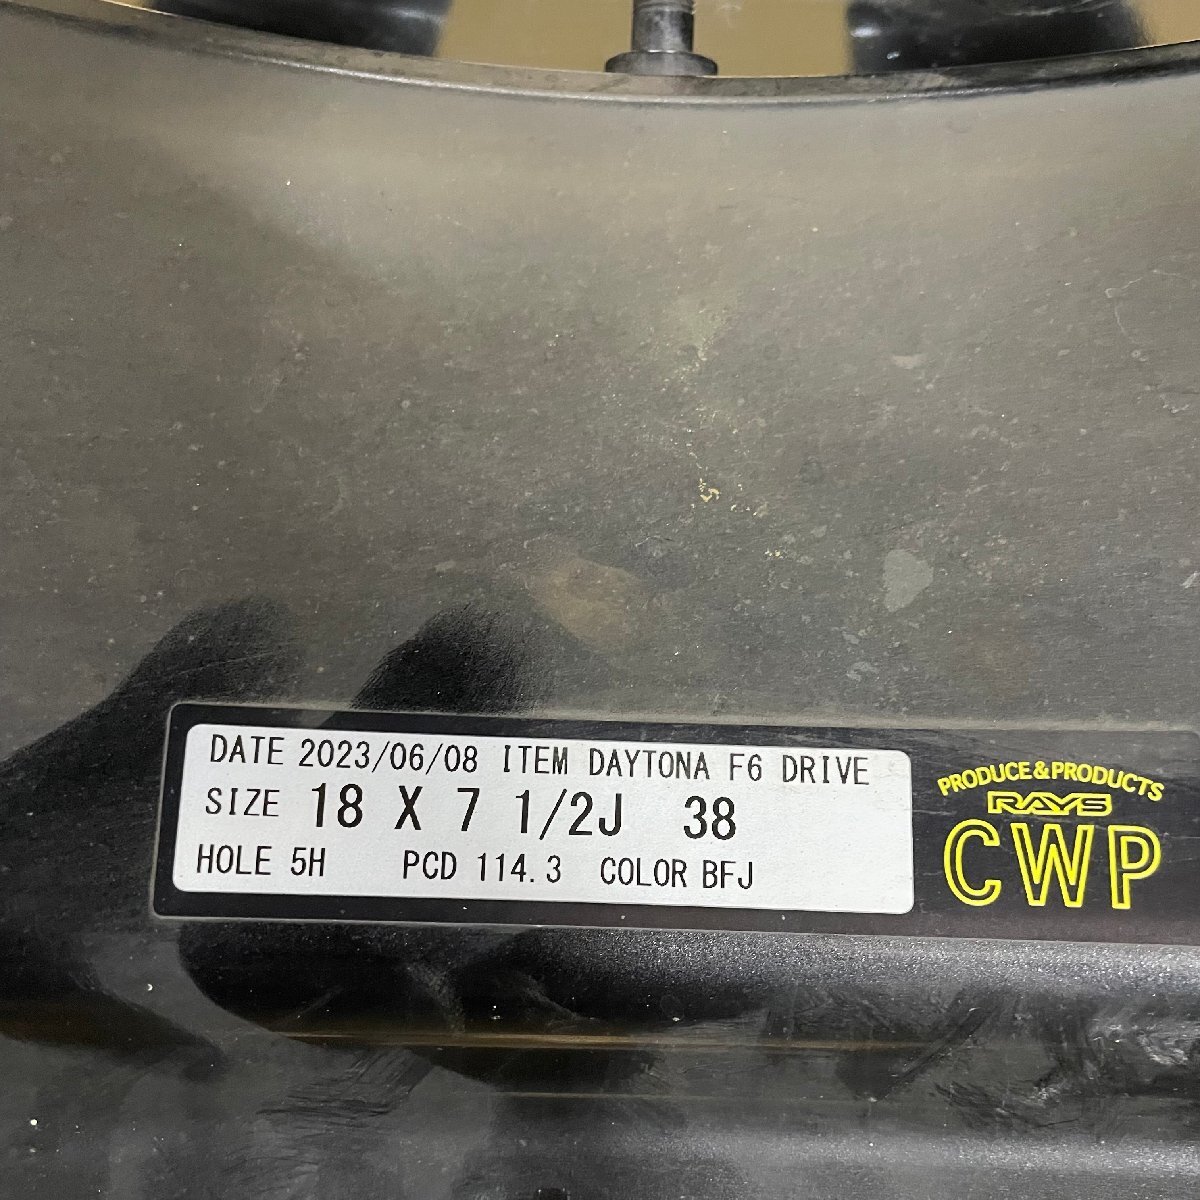 DATE 2023/06/08 ITEM DAYTONA F6 DRIVE
SIZE 18 X 7 1/2J 38
HOLE 5H PCD 114.3 COLOR BFJ
PRODUCE&PRODUCTS
RAYS
CWP